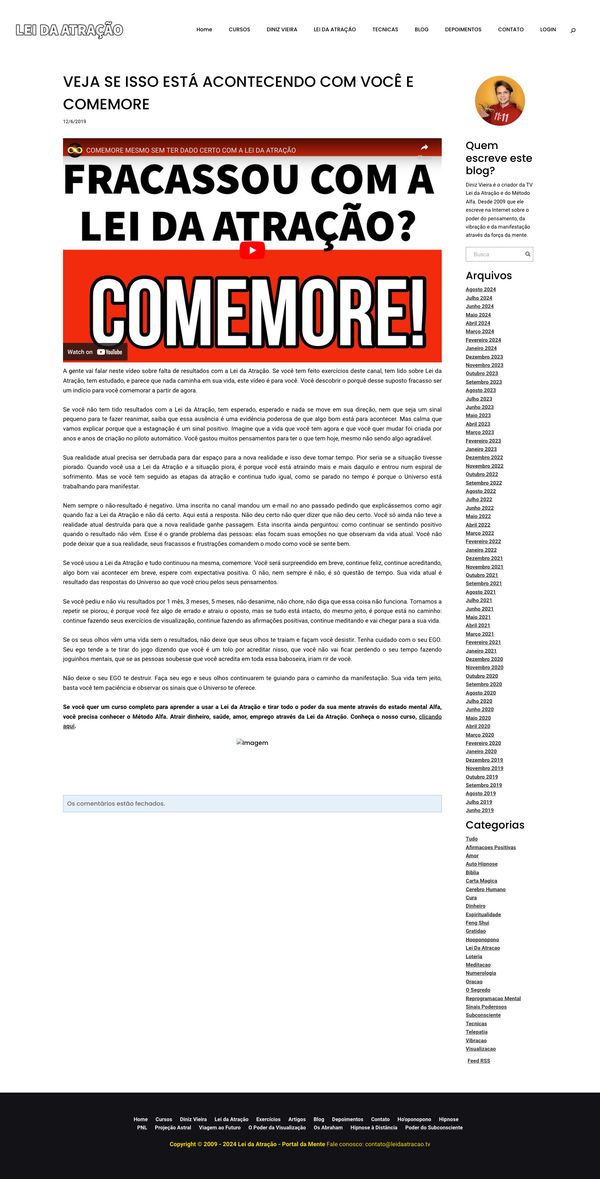 LEI DA ATRAÇÃO
Home CURSOS DINIZ VIEIRA LEI DA ATRAÇÃO TECNICAS BLOG DEPOIMENTOS CONTATO LOGIN
VEJA SE ISSO ESTÁ ACONTECENDO COM VOCÊ E
COMEMORE
12/6/2019
COMEMORE MESMO SEM TER DADO CERTO COM A LEI DA ATRAÇÃO
FRACASSOU COM A
LEI DA ATRAÇÃO?
COMEMORE!
Watch on YouTube
A gente vai falar neste vídeo sobre falta de resultados com a Lei da Atração. Se você tem feito exercícios deste canal, tem lido sobre Lei da
Atração, tem estudado, e parece que nada caminha em sua vida, este vídeo é para você. Você descobrir o porquê desse suposto fracasso ser
um indício para você comemorar a partir de agora.
Se você não tem tido resultados com a Lei da Atração, tem esperado, esperado e nada se move em sua direção, nem que seja um sinal
pequeno para te fazer reanimar, saiba que essa ausência é uma evidência poderosa de que algo bom está para acontecer. Mas calma que
vamos explicar porque que a estagnação é um sinal positivo. Imagine que a vida que você tem agora e que você quer mudar foi criada por
anos e anos de criação no piloto automático. Você gastou muitos pensamentos para ter o que tem hoje, mesmo não sendo algo agradável.
Sua realidade atual precisa ser derrubada para dar espaço para a nova realidade e isso deve tomar tempo. Pior seria se a situação tivesse
piorado. Quando você usa a Lei da Atração e a situação piora, é porque você está atraindo mais e mais daquilo e entrou num espiral de
sofrimento. Mas se você tem seguido as etapas da atração e continua tudo igual, como se parado no tempo é porque o Universo está
trabalhando para manifestar.
Nem sempre o não-resultado é negativo. Uma inscrita no canal mandou um e-mail no ano passado pedindo que explicássemos como agir
quando faz a Lei da Atração e não dá certo. Aqui está a resposta. Não deu certo não quer dizer que não deu certo. Você só ainda não teve a
realidade atual destruída para que a nova realidade ganhe passagem. Esta inscrita ainda perguntou: como continuar se sentindo positivo
quando o resultado não vêm. Esse é o grande problema das pessoas: elas focam suas emoções no que observam da vida atual. Você não
pode deixar que a sua realidade, seus fracassos e frustrações comandem o modo como você se sente bem.
Se você usou a Lei da Atração e tudo continuou na mesma, comemore. Você será surpreendido em breve, continue feliz, continue acreditando,
algo bom vai acontecer em breve, espere com expectativa positiva. O não, nem sempre é não, é só questão de tempo. Sua vida atual é
resultado das respostas do Universo ao que você criou pelos seus pensamentos.
Se você pediu e não viu resultados por 1 mês, 3 meses, 5 meses, não desanime, não chore, não diga que essa coisa não funciona. Tornamos a
repetir se piorou, é porque você fez algo de errado e atraiu o oposto, mas se tudo está intacto, do mesmo jeito, é porque está no caminho:
continue fazendo seus exercícios de visualização, continue fazendo as afirmações positivas, continue meditando e vai chegar para a sua vida.
Se os seus olhos vêm uma vida sem o resultados, não deixe que seus olhos te traiam e façam você desistir. Tenha cuidado com o seu EGO.
Seu ego tende a te tirar do jogo dizendo que você é um tolo por acreditar nisso, que você não vai ficar perdendo o seu tempo fazendo
joguinhos mentais, que se as pessoas soubesse que você acredita em toda essa baboseira, iriam rir de você.
Não deixe o seu EGO te destruir. Faça seu ego e seus olhos continuarem te guiando para o caminho da manifestação. Sua vida tem jeito,
basta você tem paciência e observar os sinais que o Universo te oferece.
Se você quer um curso completo para aprender a usar a Lei da Atração e tirar todo o poder da sua mente através do estado mental Alfa,
você precisa conhecer o Método Alfa. Atrair dinheiro, saúde, amor, emprego através da Lei da Atração. Conheça o nosso curso, clicando
aqui.
Imagem
Os comentários estão fechados.
11:11
Quem
escreve este
blog?
Diniz Vieira é o criador da TV
Lei da Atração e do Método
Alfa. Desde 2009 que ele
escreve na Internet sobre o
poder do pensamento, da
vibração e da manifestação
através da força da mente.
Busca
Arquivos
Agosto 2024
Julho 2024
Junho 2024
Maio 2024
Abril 2024
Março 2024
Fevereiro 2024
Janeiro 2024
Dezembro 2023
Novembro 2023
Outubro 2023
Setembro 2023
Agosto 2023
Julho 2023
Junho 2023
Maio 2023
Abril 2023
Março 2023
Fevereiro 2023
Janeiro 2023
Dezembro 2022
Novembro 2022
Outubro 2022
Setembro 2022
Agosto 2022
Julho 2022
Junho 2022
Maio 2022
Abril 2022
Março 2022
Fevereiro 2022
Janeiro 2022
Dezembro 2021
Novembro 2021
Outubro 2021
Setembro 2021
Agosto 2021
Julho 2021
Junho 2021
Maio 2021
Abril 2021
Março 2021
Fevereiro 2021
Janeiro 2021
Dezembro 2020
Novembro 2020
Outubro 2020
Setembro 2020
Agosto 2020
Julho 2020
Junho 2020
Maio 2020
Abril 2020
Março 2020
Fevereiro 2020
Janeiro 2020
Dezembro 2019
Novembro 2019
Outubro 2019
Setembro 2019
Agosto 2019
Julho 2019
Junho 2019
Categorias
Tudo
Afirmacoes Positivas
Amor
Auto Hipnose
Biblia
Carta Magica
Cerebro Humano
Cura
Dinheiro
Espiritualidade
Feng Shui
Gratidao
Hooponopono
Lei Da Atracao
Loteria
Meditacao
Numerologia
Oracao
O Segredo
Reprogramacao Mental
Sinais Poderosos
Subconsciente
Tecnicas
Telepatia
Vibracao
Visualizacao
Feed RSS
Home Cursos Diniz Vieira Lei da Atração Exercícios Artigos Blog Depoimentos Contato Ho'oponopono Hipnose
PNL Projeção Astral Viagem ao Futuro O Poder da Visualização Os Abraham Hipnose à Distância Poder do Subconsciente
Copyright © 2009 - 2024 Lei da Atração - Portal da Mente Fale conosco: contato@leidaatracao.tv